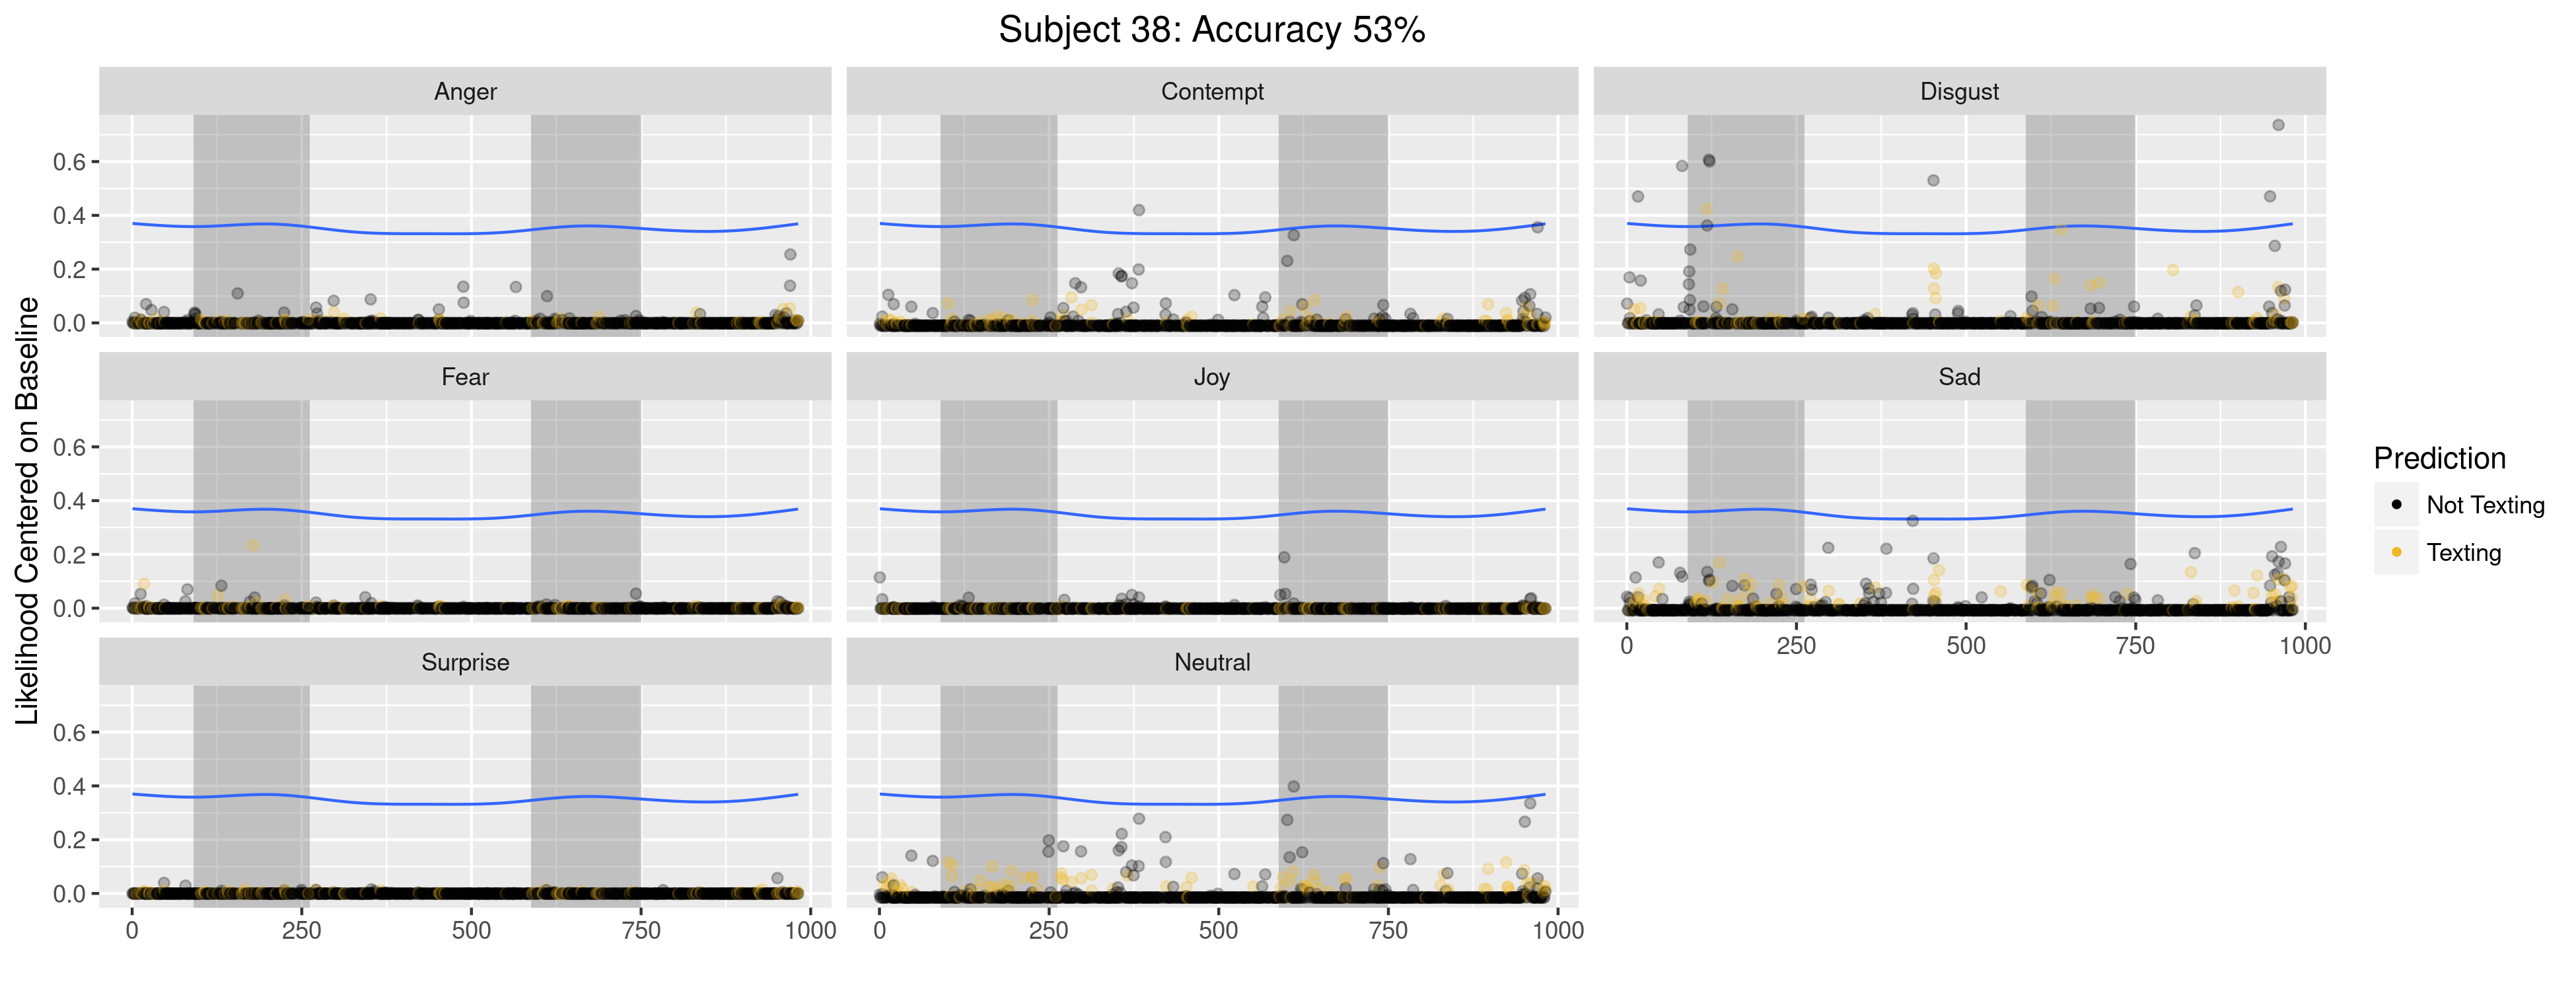 Subject 38: Accuracy 53%
Anger
Contempt
Disgust
0.6
0.4
0.2
0.0
Fear
Joy
Sad
0.6
0.4
0.2
0.0
0 250 500 750 1000
Surprise
Neutral
0.6
0.4
0.2
0.0
0 250 500 750 1000
0 250 500 750 1000
Likelihood Centered on Baseline
Prediction
Not Texting
Texting